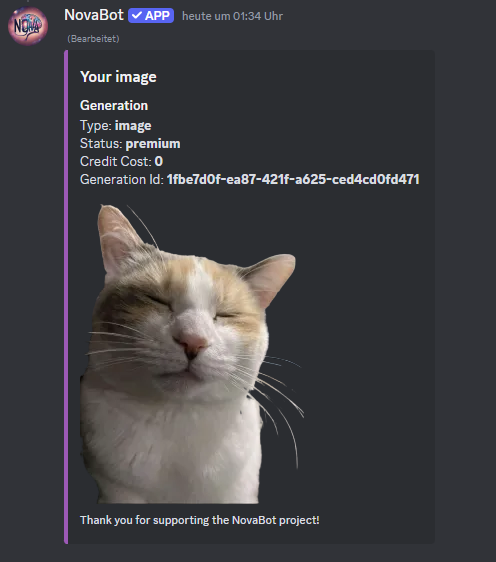 NovaBot ✓ APP heute um 01:34 Uhr
(Bearbeitet)
Your image
Generation
Type: image
Status: premium
Credit Cost: 0
Generation Id: 1fbe7d0f-ea87-421f-a625-ced4cd0fd471
Thank you for supporting the NovaBot project!